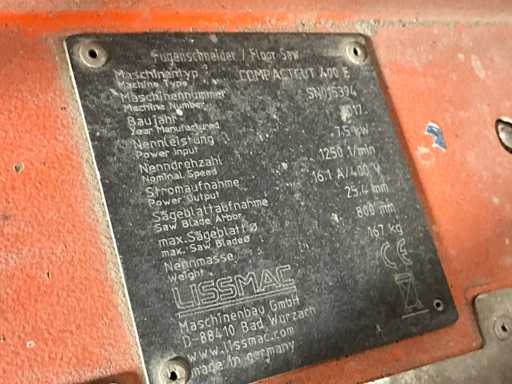 Fugenschneider / Floor Saw
Maschinentyp COMPACTCUT 400 E
Machine Type
Maschinennummer SN015394
Machine Number
Baujahr 2017
Year Manufactured
Nennleistung 7.5 kW
Power Input
Nenndrehzahl 1250 1/min
Nominal Speed
Stromaufnahme 16.1 A/400 V
Power Output
Sägeblattaufnahme 25.4 mm
Saw Blade Arbor
max. Sägeblatt Ø 800 mm
max. Saw Blade Ø
Nennmasse 167 kg
Weight
LISSMAC
CE
Maschinenbau GmbH
D-88410 Bad Wurzach
www.lissmac.com
made in germany